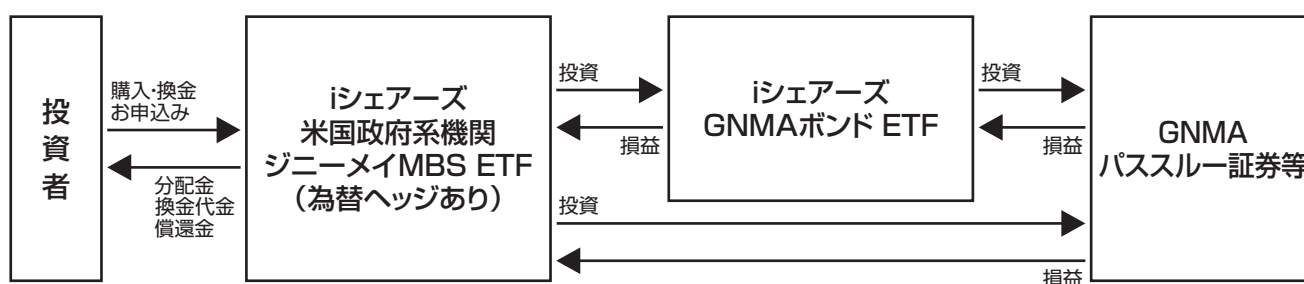 投資者
購入・換金
お申込み
分配金
換金代金
償還金
iシェアーズ
米国政府系機関
ジニーメイMBS ETF
（為替ヘッジあり）
投資
損益
iシェアーズ
GNMAボンド ETF
投資
損益
投資
損益
GNMA
パススルー証券等